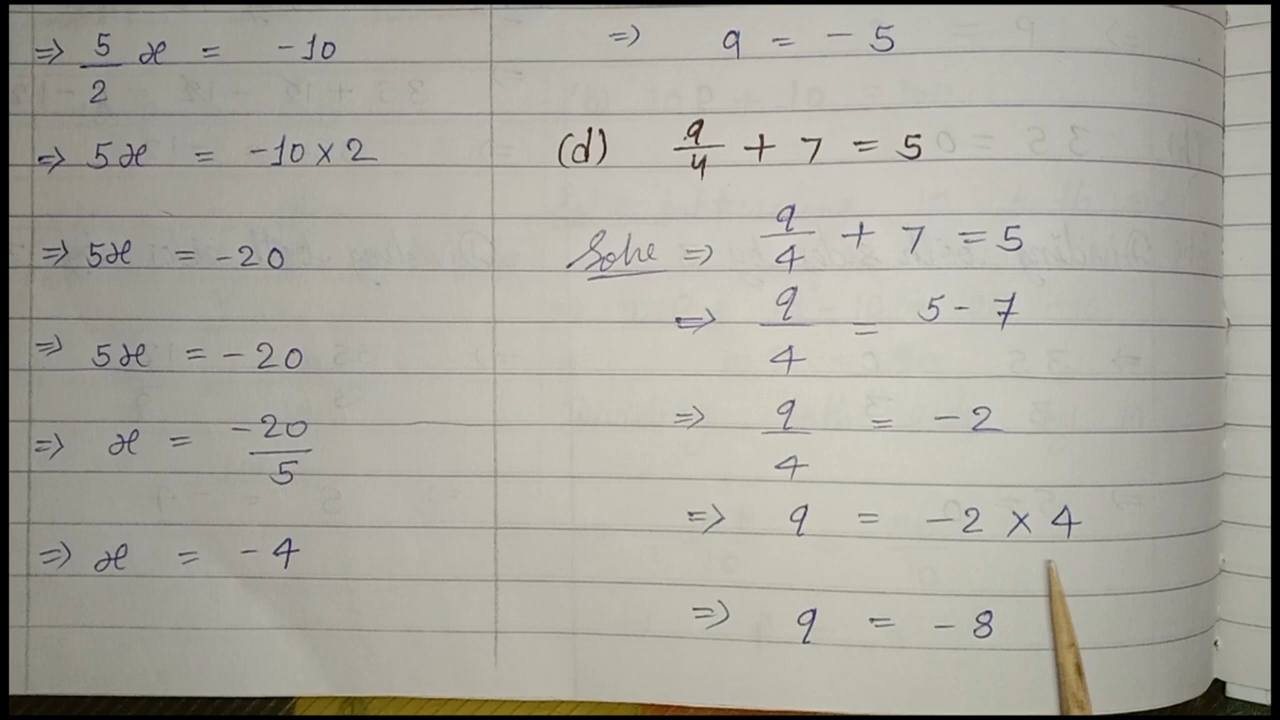 ⇒ 5/2 x = -10
⇒ 5x = -10 × 2
⇒ 5x = -20
⇒ 5x = -20
⇒ x = -20/5
⇒ x = -4
⇒ q = -5
(d) q/4 + 7 = 5
Solve ⇒ q/4 + 7 = 5
⇒ q/4 = 5 - 7
⇒ q/4 = -2
⇒ q = -2 × 4
⇒ q = -8